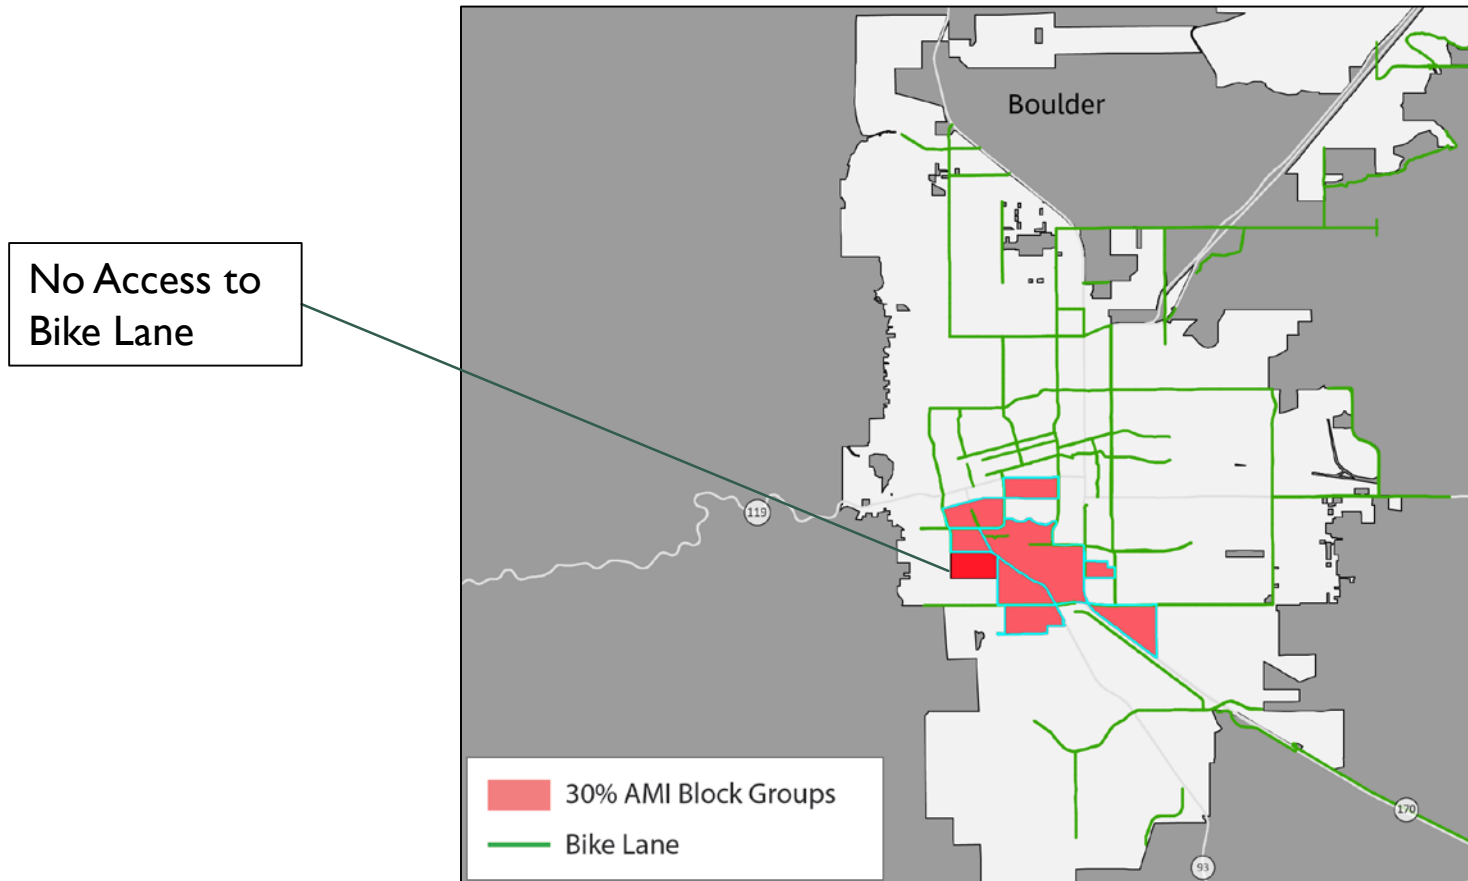 Boulder
No Access to
Bike Lane
119
30% AMI Block Groups
Bike Lane
170
93